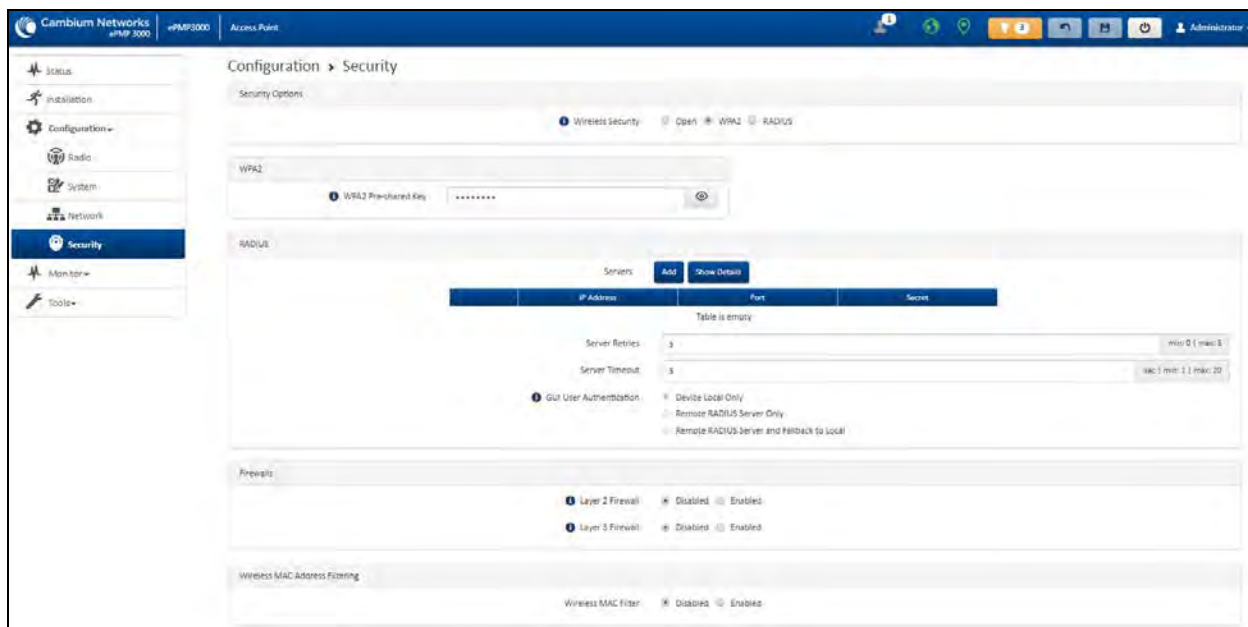 Cambium Networks
ePMP 3000
ePMP3000
Access Point
1
3
Administrator
Status
Installation
Configuration
Radio
System
Network
Security
Monitor
Tools
Configuration > Security
Security Options
Wireless Security Open WPA2 RADIUS
WPA2
WPA2 Pre-shared Key ••••••••
RADIUS
Servers Add Show Details
IP Address Port Secret
Table is empty
Server Retries 3 min: 0 | max: 5
Server Timeout 3 sec | min: 1 | max: 20
GUI User Authentication Device Local Only
Remote RADIUS Server Only
Remote RADIUS Server and Fallback to Local
Firewalls
Layer 2 Firewall Disabled Enabled
Layer 3 Firewall Disabled Enabled
Wireless MAC Address Filtering
Wireless MAC Filter Disabled Enabled